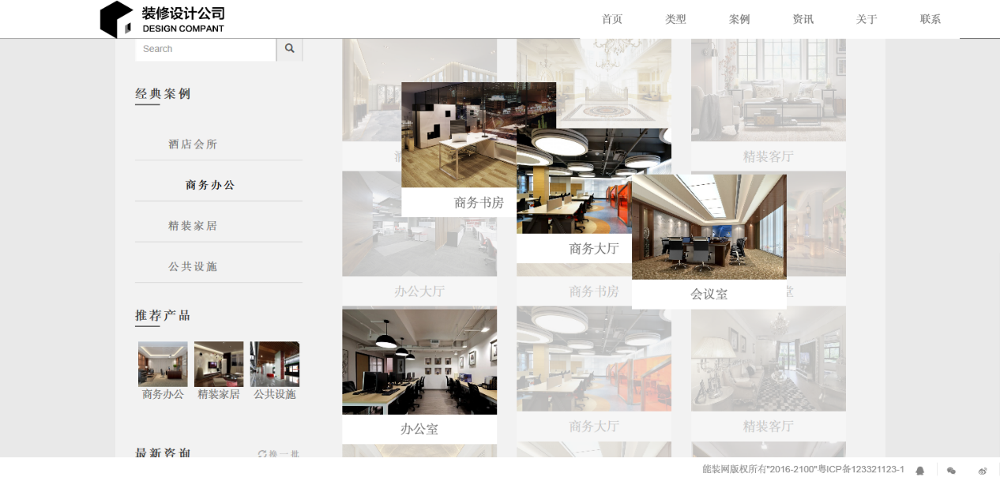 装修设计公司
DESIGN COMPANT
首页 类型 案例 资讯 关于 联系
Search
经典案例
酒店会所
商务办公
精装家居
公共设施
推荐产品
商务办公 精装家居 公共设施
最新咨询 换一批
精装客厅
商务书房
商务大厅
办公大厅 商务书房 堂
会议室
办公室
商务大厅 精装客厅
能装网版权所有"2016-2100"粤ICP备123321123-1